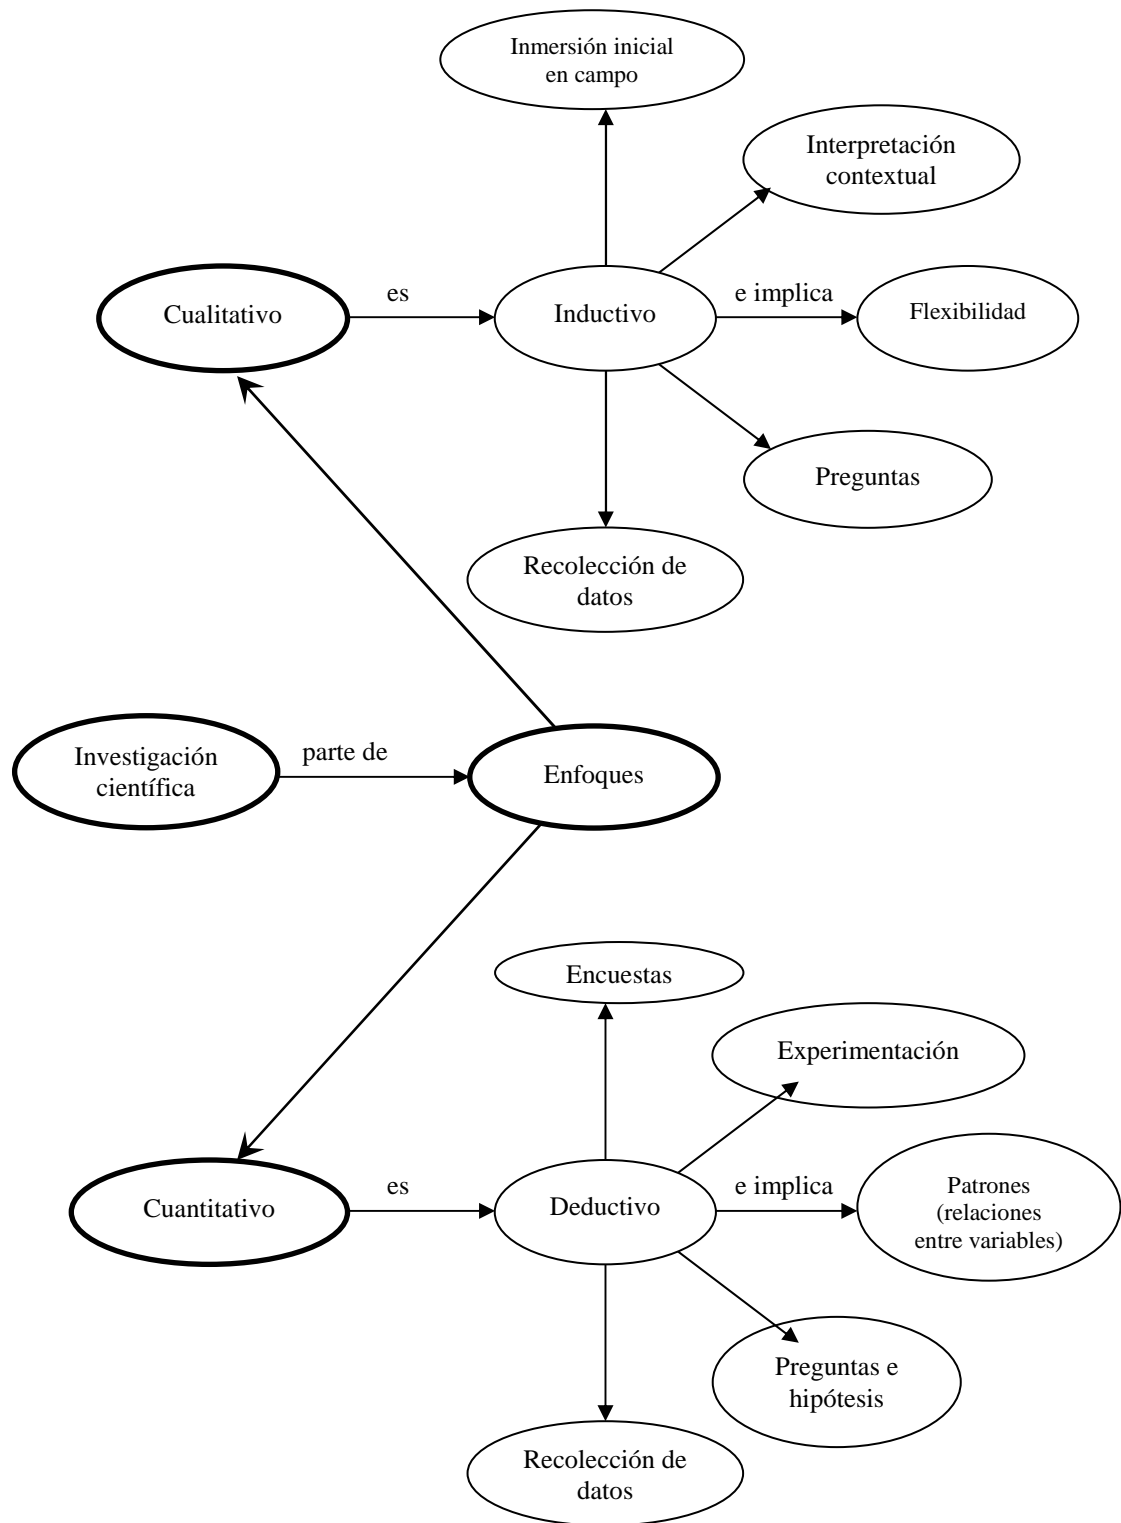 Inmersión inicial
en campo
Interpretación
contextual
Cualitativo
es
Inductivo
e implica
Flexibilidad
Preguntas
Recolección de
datos
Investigación
científica
parte de
Enfoques
Encuestas
Experimentación
Cuantitativo
es
Deductivo
e implica
Patrones
(relaciones
entre variables)
Preguntas e
hipótesis
Recolección de
datos